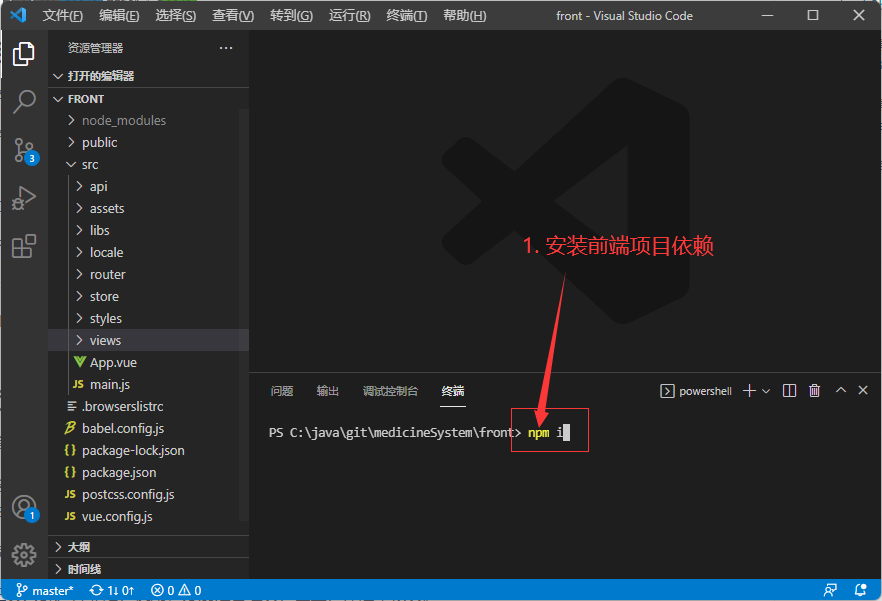 文件(F) 编辑(E) 选择(S) 查看(V) 转到(G) 运行(R) 终端(T) 帮助(H) front - Visual Studio Code
资源管理器
打开的编辑器
FRONT
node_modules
public
src
api
assets
libs
locale
router
store
styles
views
App.vue
JS main.js
.browserslistrc
babel.config.js
{} package-lock.json
{} package.json
JS postcss.config.js
JS vue.config.js
大纲
时间线
3
1
1. 安装前端项目依赖
问题 输出 调试控制台 终端 powershell
PS C:\java\git\medicineSystem\front> npm i
master* 1↓ 0↑ 0 0